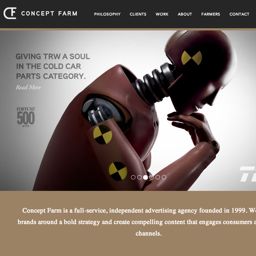 CF CONCEPT FARM PHILOSOPHY CLIENTS WORK ABOUT FARMERS CONTACT
GIVING TRW A SOUL
IN THE COLD CAR
PARTS CATEGORY.
Read More
FORTUNE
500
Concept Farm is a full-service, independent advertising agency founded in 1999. W
brands around a bold strategy and create compelling content that engages consumers
channels.